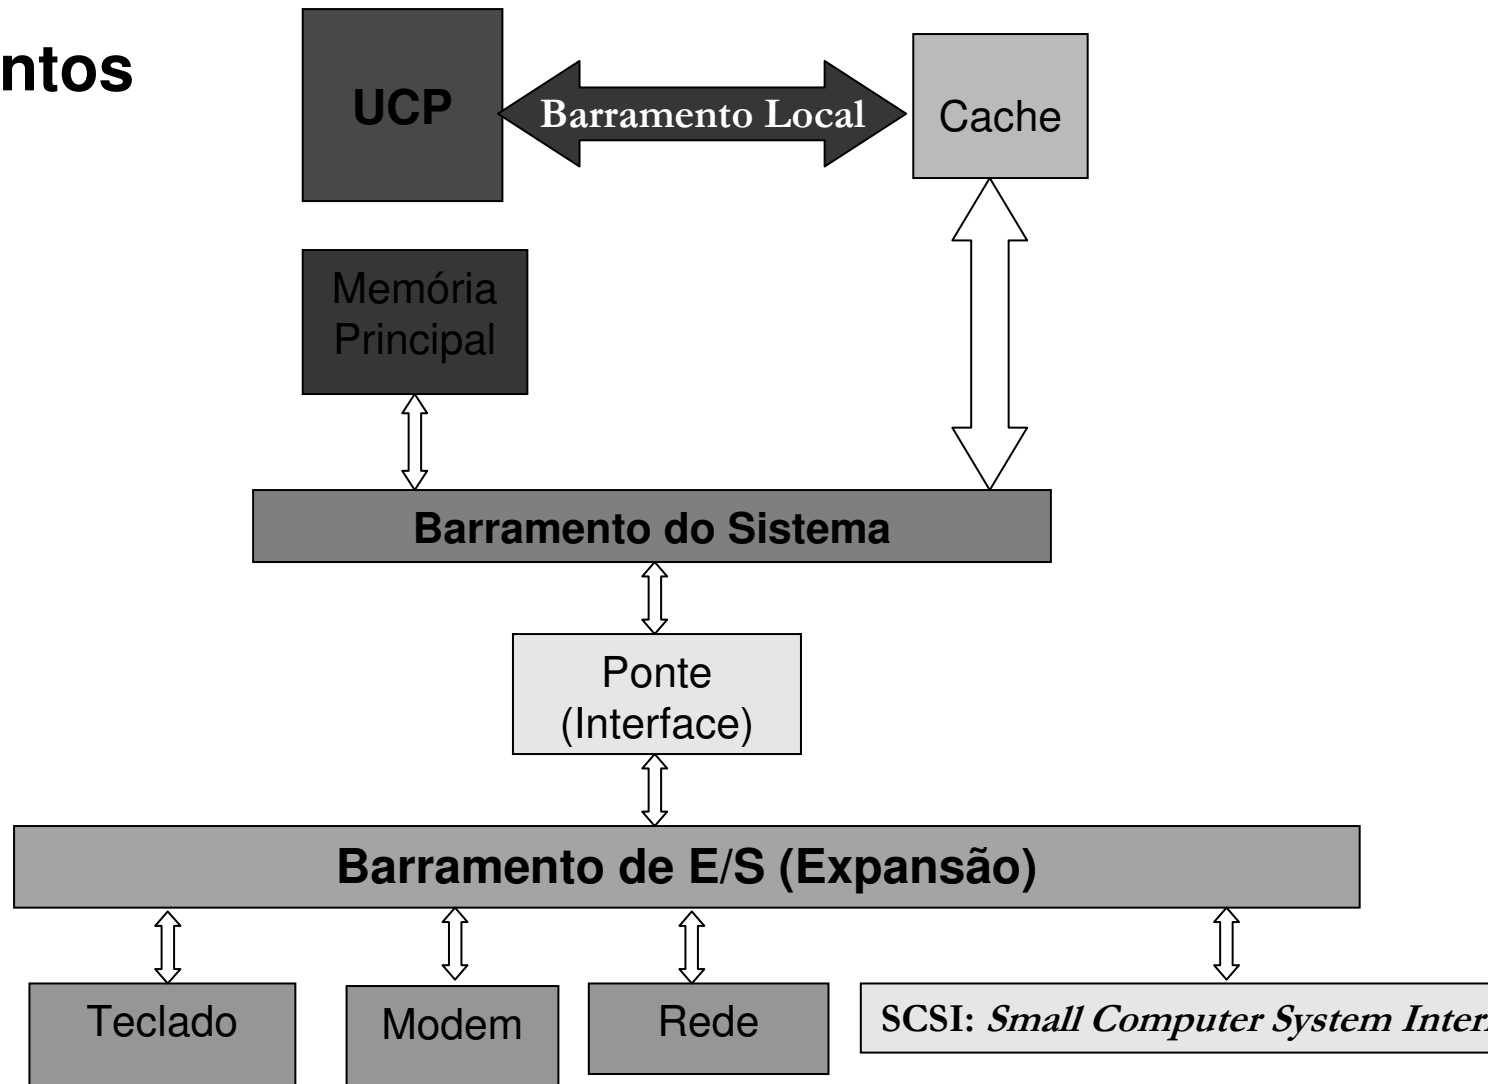 ntos
UCP
Barramento Local
Cache
Memória
Principal
Barramento do Sistema
Ponte
(Interface)
Barramento de E/S (Expansão)
Teclado
Modem
Rede
SCSI: Small Computer System Inter